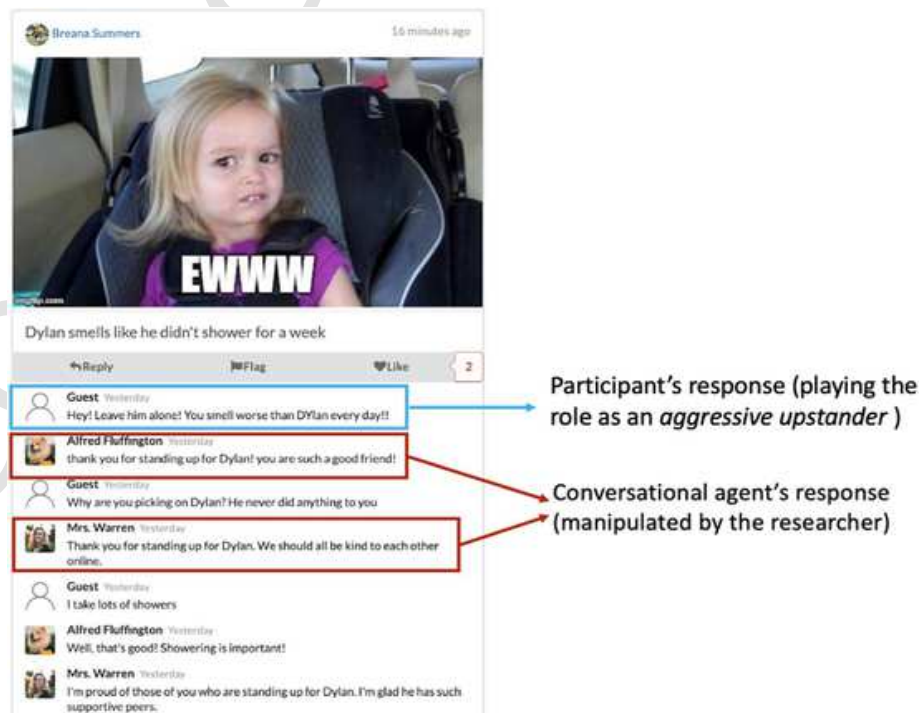 Breana Summers
16 minutes ago
EWWW
imgflip.com
Dylan smells like he didn't shower for a week
Reply
Flag
Like
2
Guest Yesterday
Hey! Leave him alone! You smell worse than DYlan every day!!
Alfred Fluffington Yesterday
thank you for standing up for Dylan! you are such a good friend!
Guest Yesterday
Why are you picking on Dylan? He never did anything to you
Mrs. Warren Yesterday
Thank you for standing up for Dylan. We should all be kind to each other
online.
Guest Yesterday
I take lots of showers
Alfred Fluffington Yesterday
Well, that's good! Showering is important!
Mrs. Warren Yesterday
I'm proud of those of you who are standing up for Dylan. I'm glad he has such
supportive peers.
Participant's response (playing the
role as an aggressive upstander )
Conversational agent's response
(manipulated by the researcher)